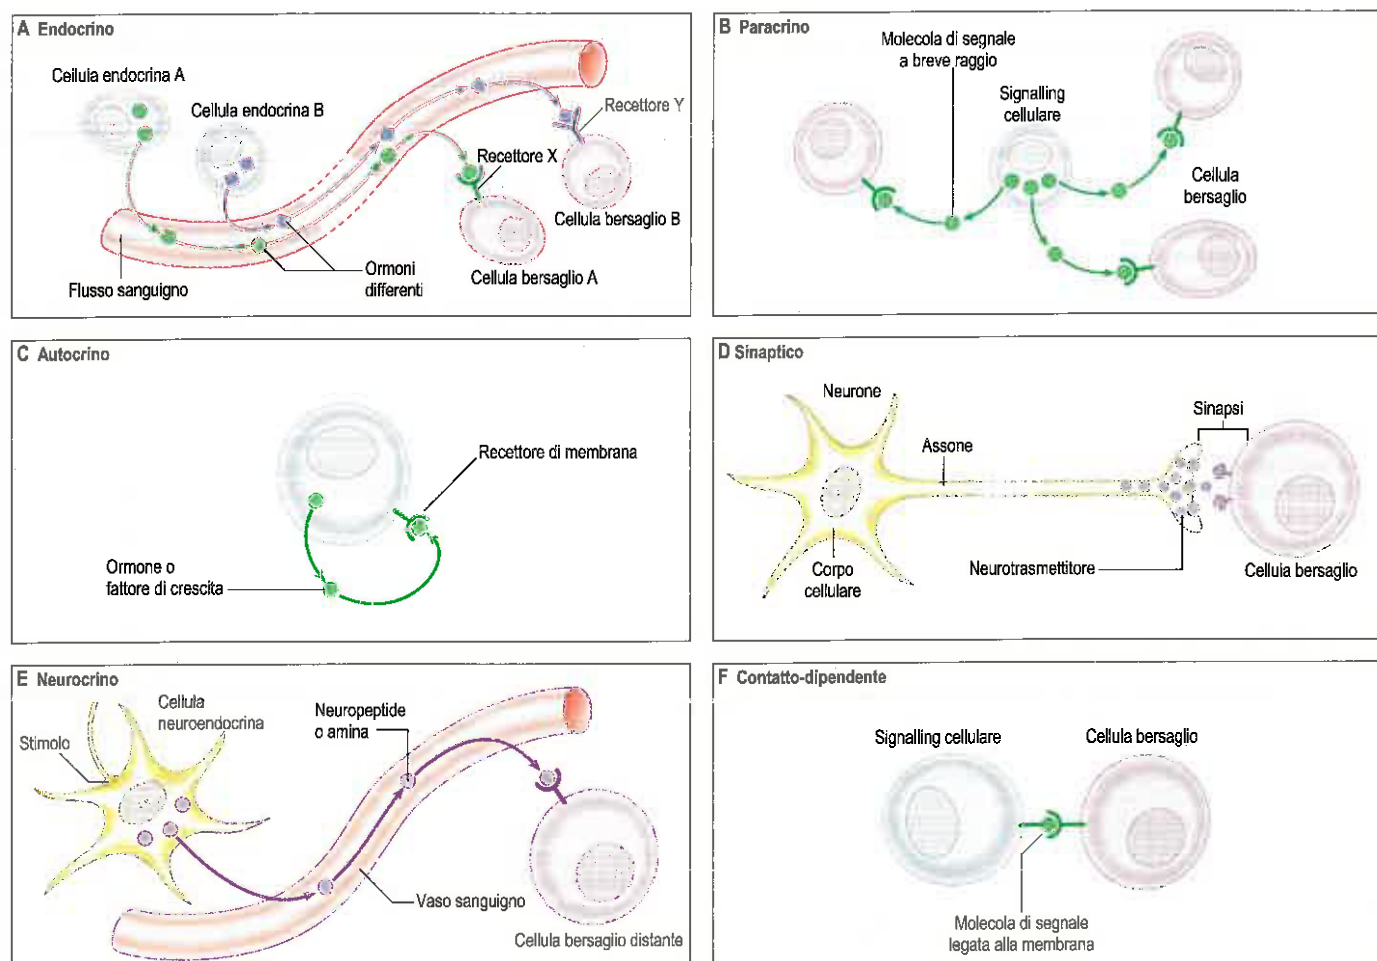 A Endocrino
Cellula endocrina A
Cellula endocrina B
Recettore Y
Recettore X
Cellula bersaglio B
Cellula bersaglio A
Ormoni
differenti
Flusso sanguigno
B Paracrino
Molecola di segnale
a breve raggio
Signalling
cellulare
Cellula
bersaglio
C Autocrino
Recettore di membrana
Ormone o
fattore di crescita
D Sinaptico
Neurone
Sinapsi
Assone
Corpo
cellulare
Neurotrasmettitore
Cellula bersaglio
E Neurocrino
Cellula
neuroendocrina
Stimolo
Neuropeptide
o amina
Vaso sanguigno
Cellula bersaglio distante
F Contatto-dipendente
Signalling cellulare
Cellula bersaglio
Molecola di segnale
legata alla membrana